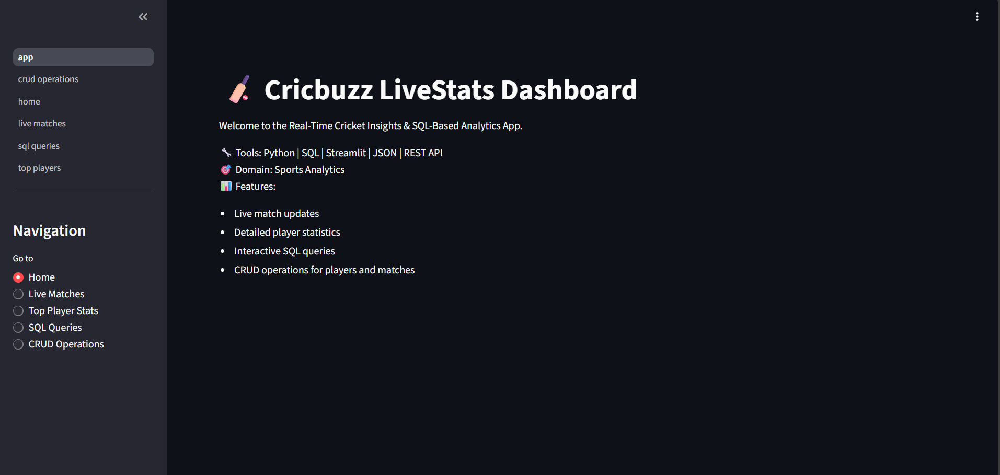 app
crud operations
home
live matches
sql queries
top players
Navigation
Go to
Home
Live Matches
Top Player Stats
SQL Queries
CRUD Operations
Cricbuzz LiveStats Dashboard
Welcome to the Real-Time Cricket Insights & SQL-Based Analytics App.
Tools: Python | SQL | Streamlit | JSON | REST API
Domain: Sports Analytics
Features:
Live match updates
Detailed player statistics
Interactive SQL queries
CRUD operations for players and matches